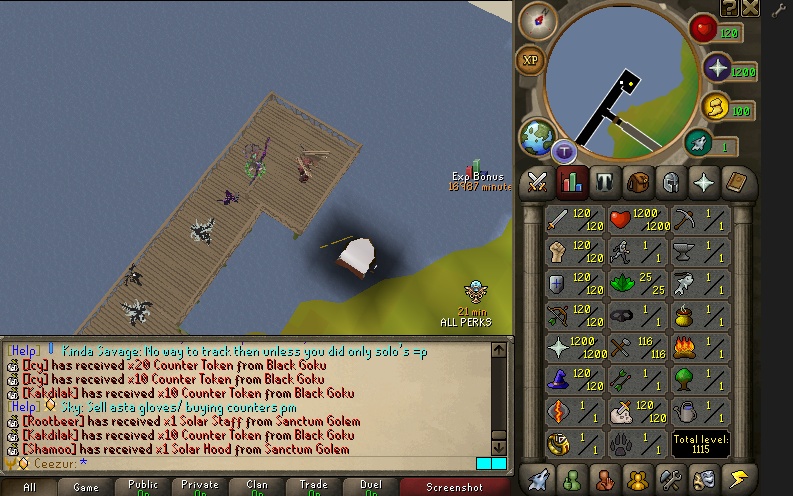 XP
120
1200
100
1
T
Exp Bonus
16987 minute
21 min
ALL PERKS
120/120 1200/1200 1/1
120/120 1/1 1/1
120/120 25/25 1/1
120/120 1/1 1/1
1200/1200 116/116 1/1
120/120 1/1 1/1
1/1 120/120 1/1
1/1 1/1 Total level:
1115
[Help] Kinda Savage: No way to track then unless you did only solo's =p
[Icy] has received x20 Counter Token from Black Goku
[Icy] has received x10 Counter Token from Black Goku
[Kakdilak] has received x10 Counter Token from Black Goku
[Help] Sky: Sell asta gloves/ buying counters pm
[Rootbeer] has received x1 Solar Staff from Sanctum Golem
[Kakdilak] has received x10 Counter Token from Black Goku
[Shamoo] has received x1 Solar Hood from Sanctum Golem
Ceezur: *
All Game Public Private Clan Trade Duel Screenshot
On On On On On